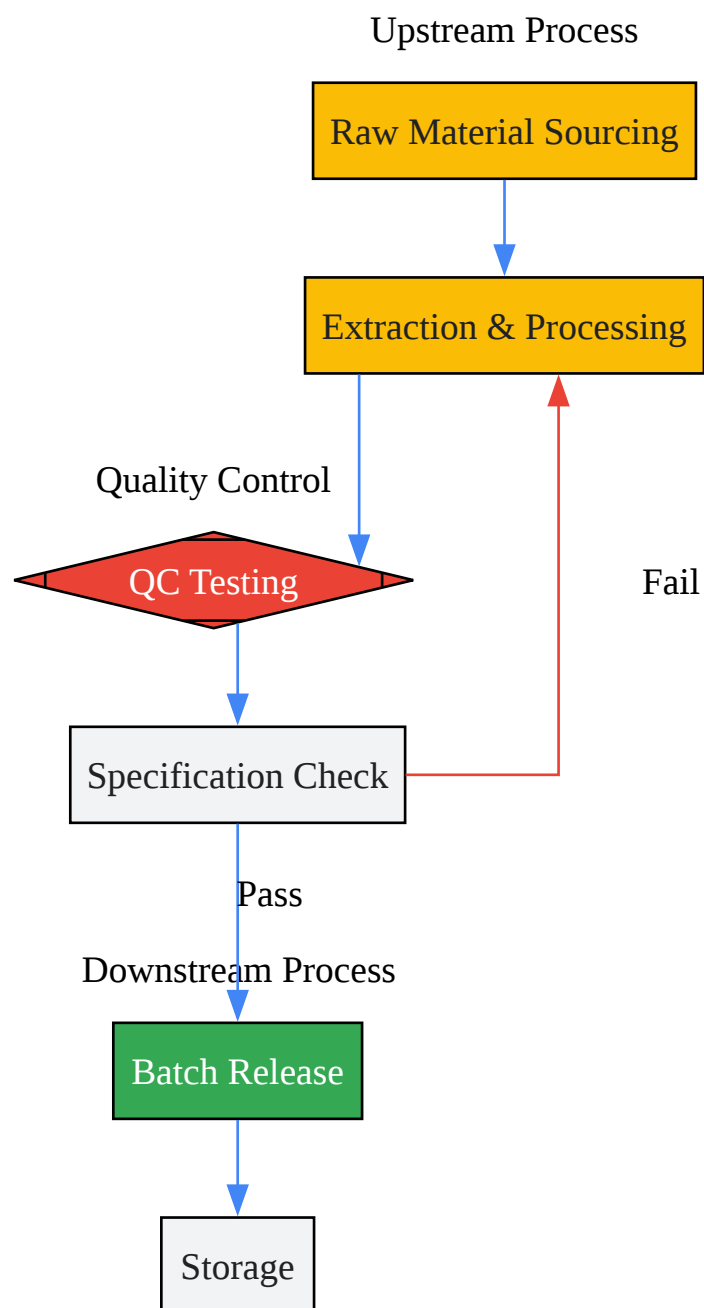 Upstream Process
Raw Material Sourcing
Extraction & Processing
Quality Control
QC Testing
Fail
Specification Check
Pass
Downstream Process
Batch Release
Storage